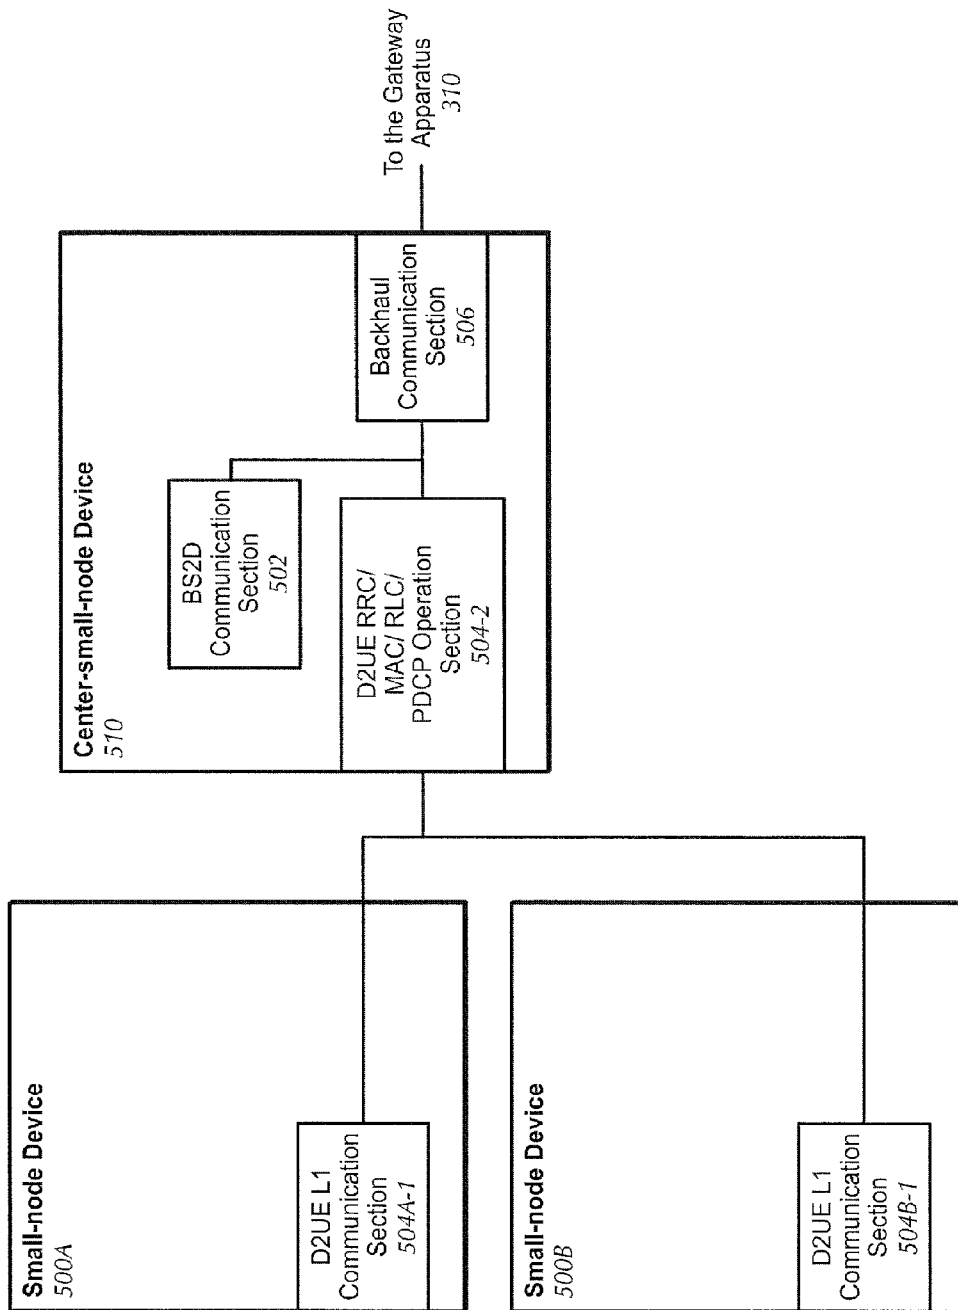 Small-node Device
500A
D2UE L1
Communication
Section
504A-1
Small-node Device
500B
D2UE L1
Communication
Section
504B-1
Center-small-node Device
510
BS2D
Communication
Section
502
D2UE RRC/
MAC/ RLC/
PDCP Operation
Section
504-2
Backhaul
Communication
Section
506
To the Gateway
Apparatus
310